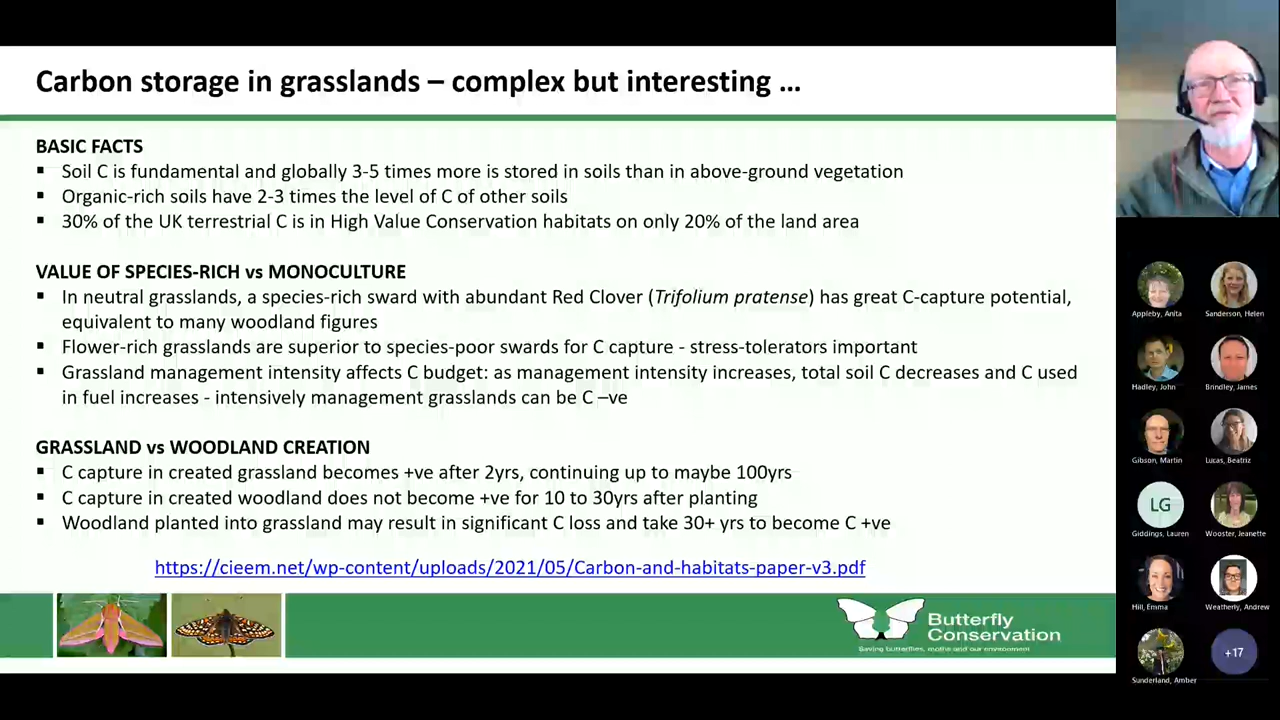 Carbon storage in grasslands – complex but interesting …
BASIC FACTS
▪ Soil C is fundamental and globally 3-5 times more is stored in soils than in above-ground vegetation
▪ Organic-rich soils have 2-3 times the level of C of other soils
▪ 30% of the UK terrestrial C is in High Value Conservation habitats on only 20% of the land area
VALUE OF SPECIES-RICH vs MONOCULTURE
▪ In neutral grasslands, a species-rich sward with abundant Red Clover (Trifolium pratense) has great C-capture potential,
equivalent to many woodland figures
▪ Flower-rich grasslands are superior to species-poor swards for C capture - stress-tolerators important
▪ Grassland management intensity affects C budget: as management intensity increases, total soil C decreases and C used
in fuel increases - intensively management grasslands can be C –ve
GRASSLAND vs WOODLAND CREATION
▪ C capture in created grassland becomes +ve after 2yrs, continuing up to maybe 100yrs
▪ C capture in created woodland does not become +ve for 10 to 30yrs after planting
▪ Woodland planted into grassland may result in significant C loss and take 30+ yrs to become C +ve
https://cieem.net/wp-content/uploads/2021/05/Carbon-and-habitats-paper-v3.pdf
Butterfly
Conservation
Saving butterflies, moths and our environment
Appleby, Anita
Sanderson, Helen
Hadley, John
Brindley, James
Gibson, Martin
Lucas, Beatriz
LG
Giddings, Lauren
Wooster, Jeanette
Hill, Emma
Weatherly, Andrew
Sunderland, Amber
+17